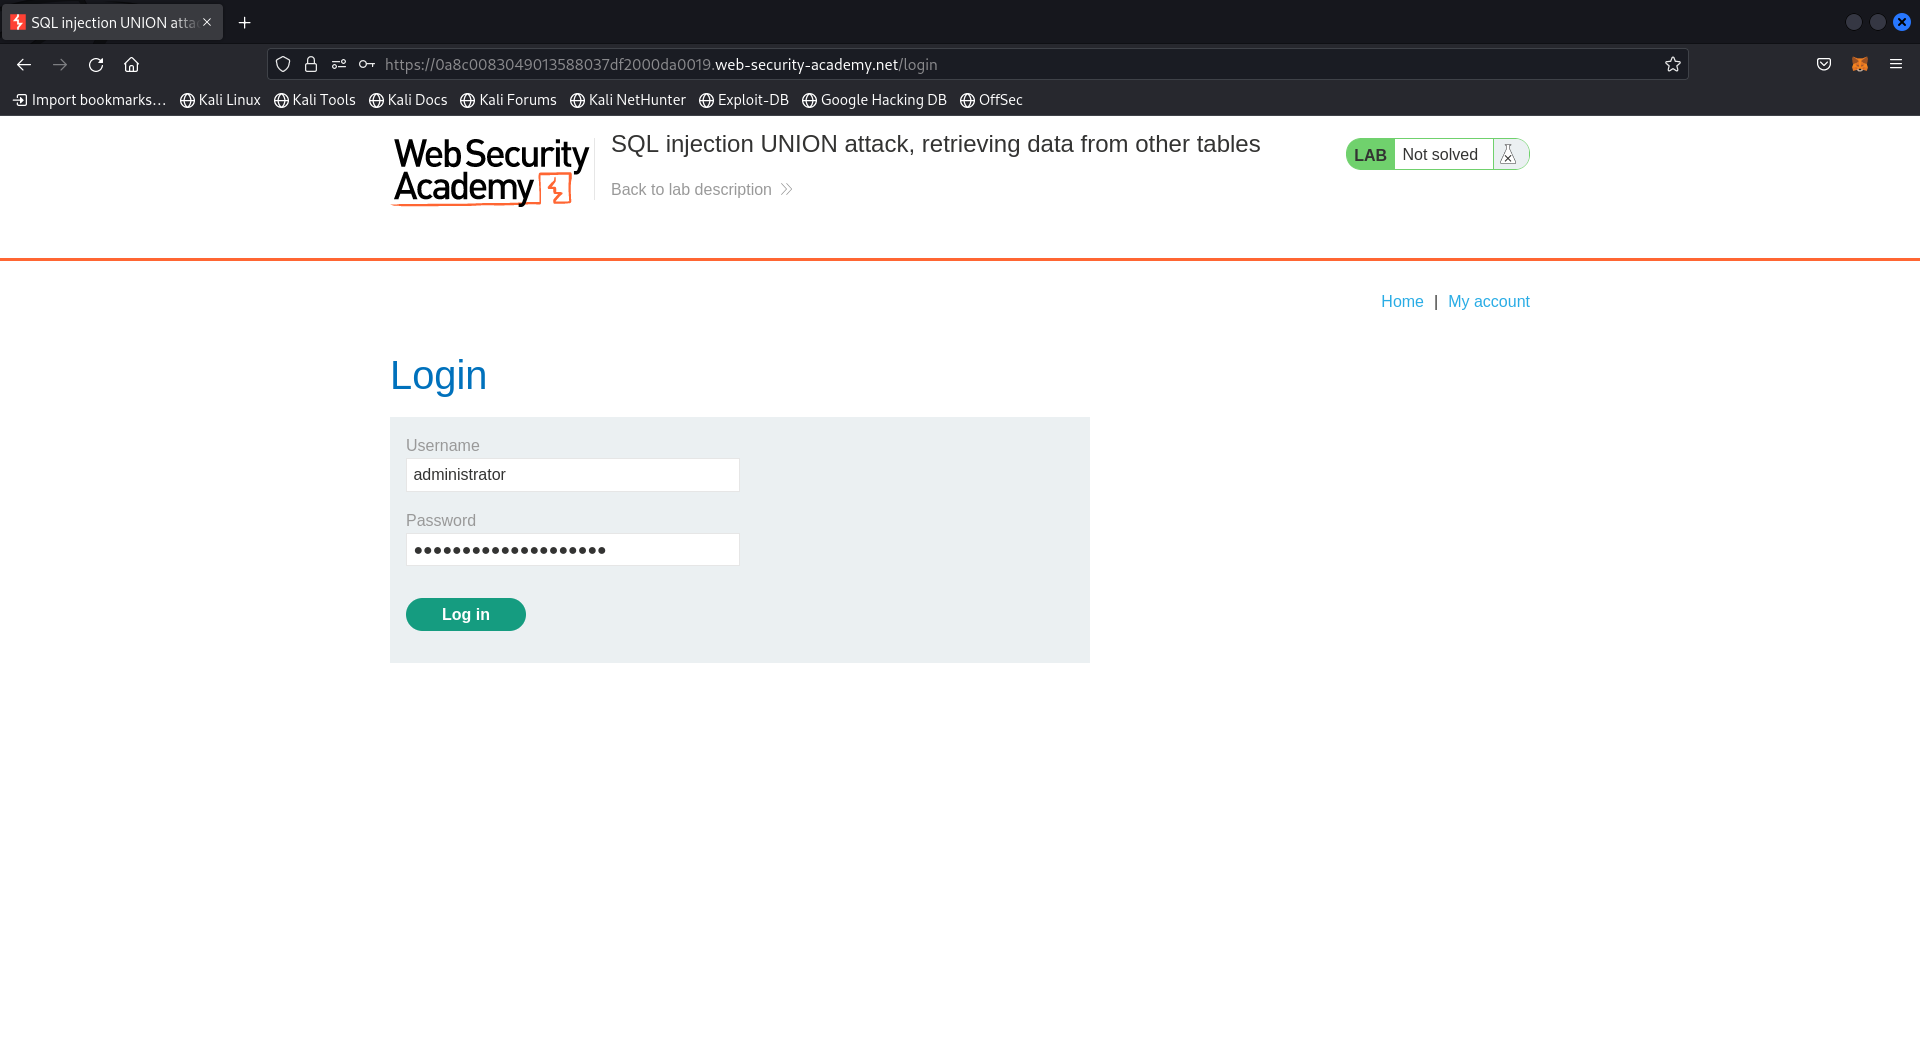 SQL injection UNION atta
https://0a8c0083049013588037df2000da0019.web-security-academy.net/login
Import bookmarks... Kali Linux Kali Tools Kali Docs Kali Forums Kali NetHunter Exploit-DB Google Hacking DB OffSec
Web Security
Academy
SQL injection UNION attack, retrieving data from other tables
Back to lab description
LAB Not solved
Home | My account
Login
Username
administrator
Password
••••••••••••••••••••
Log in